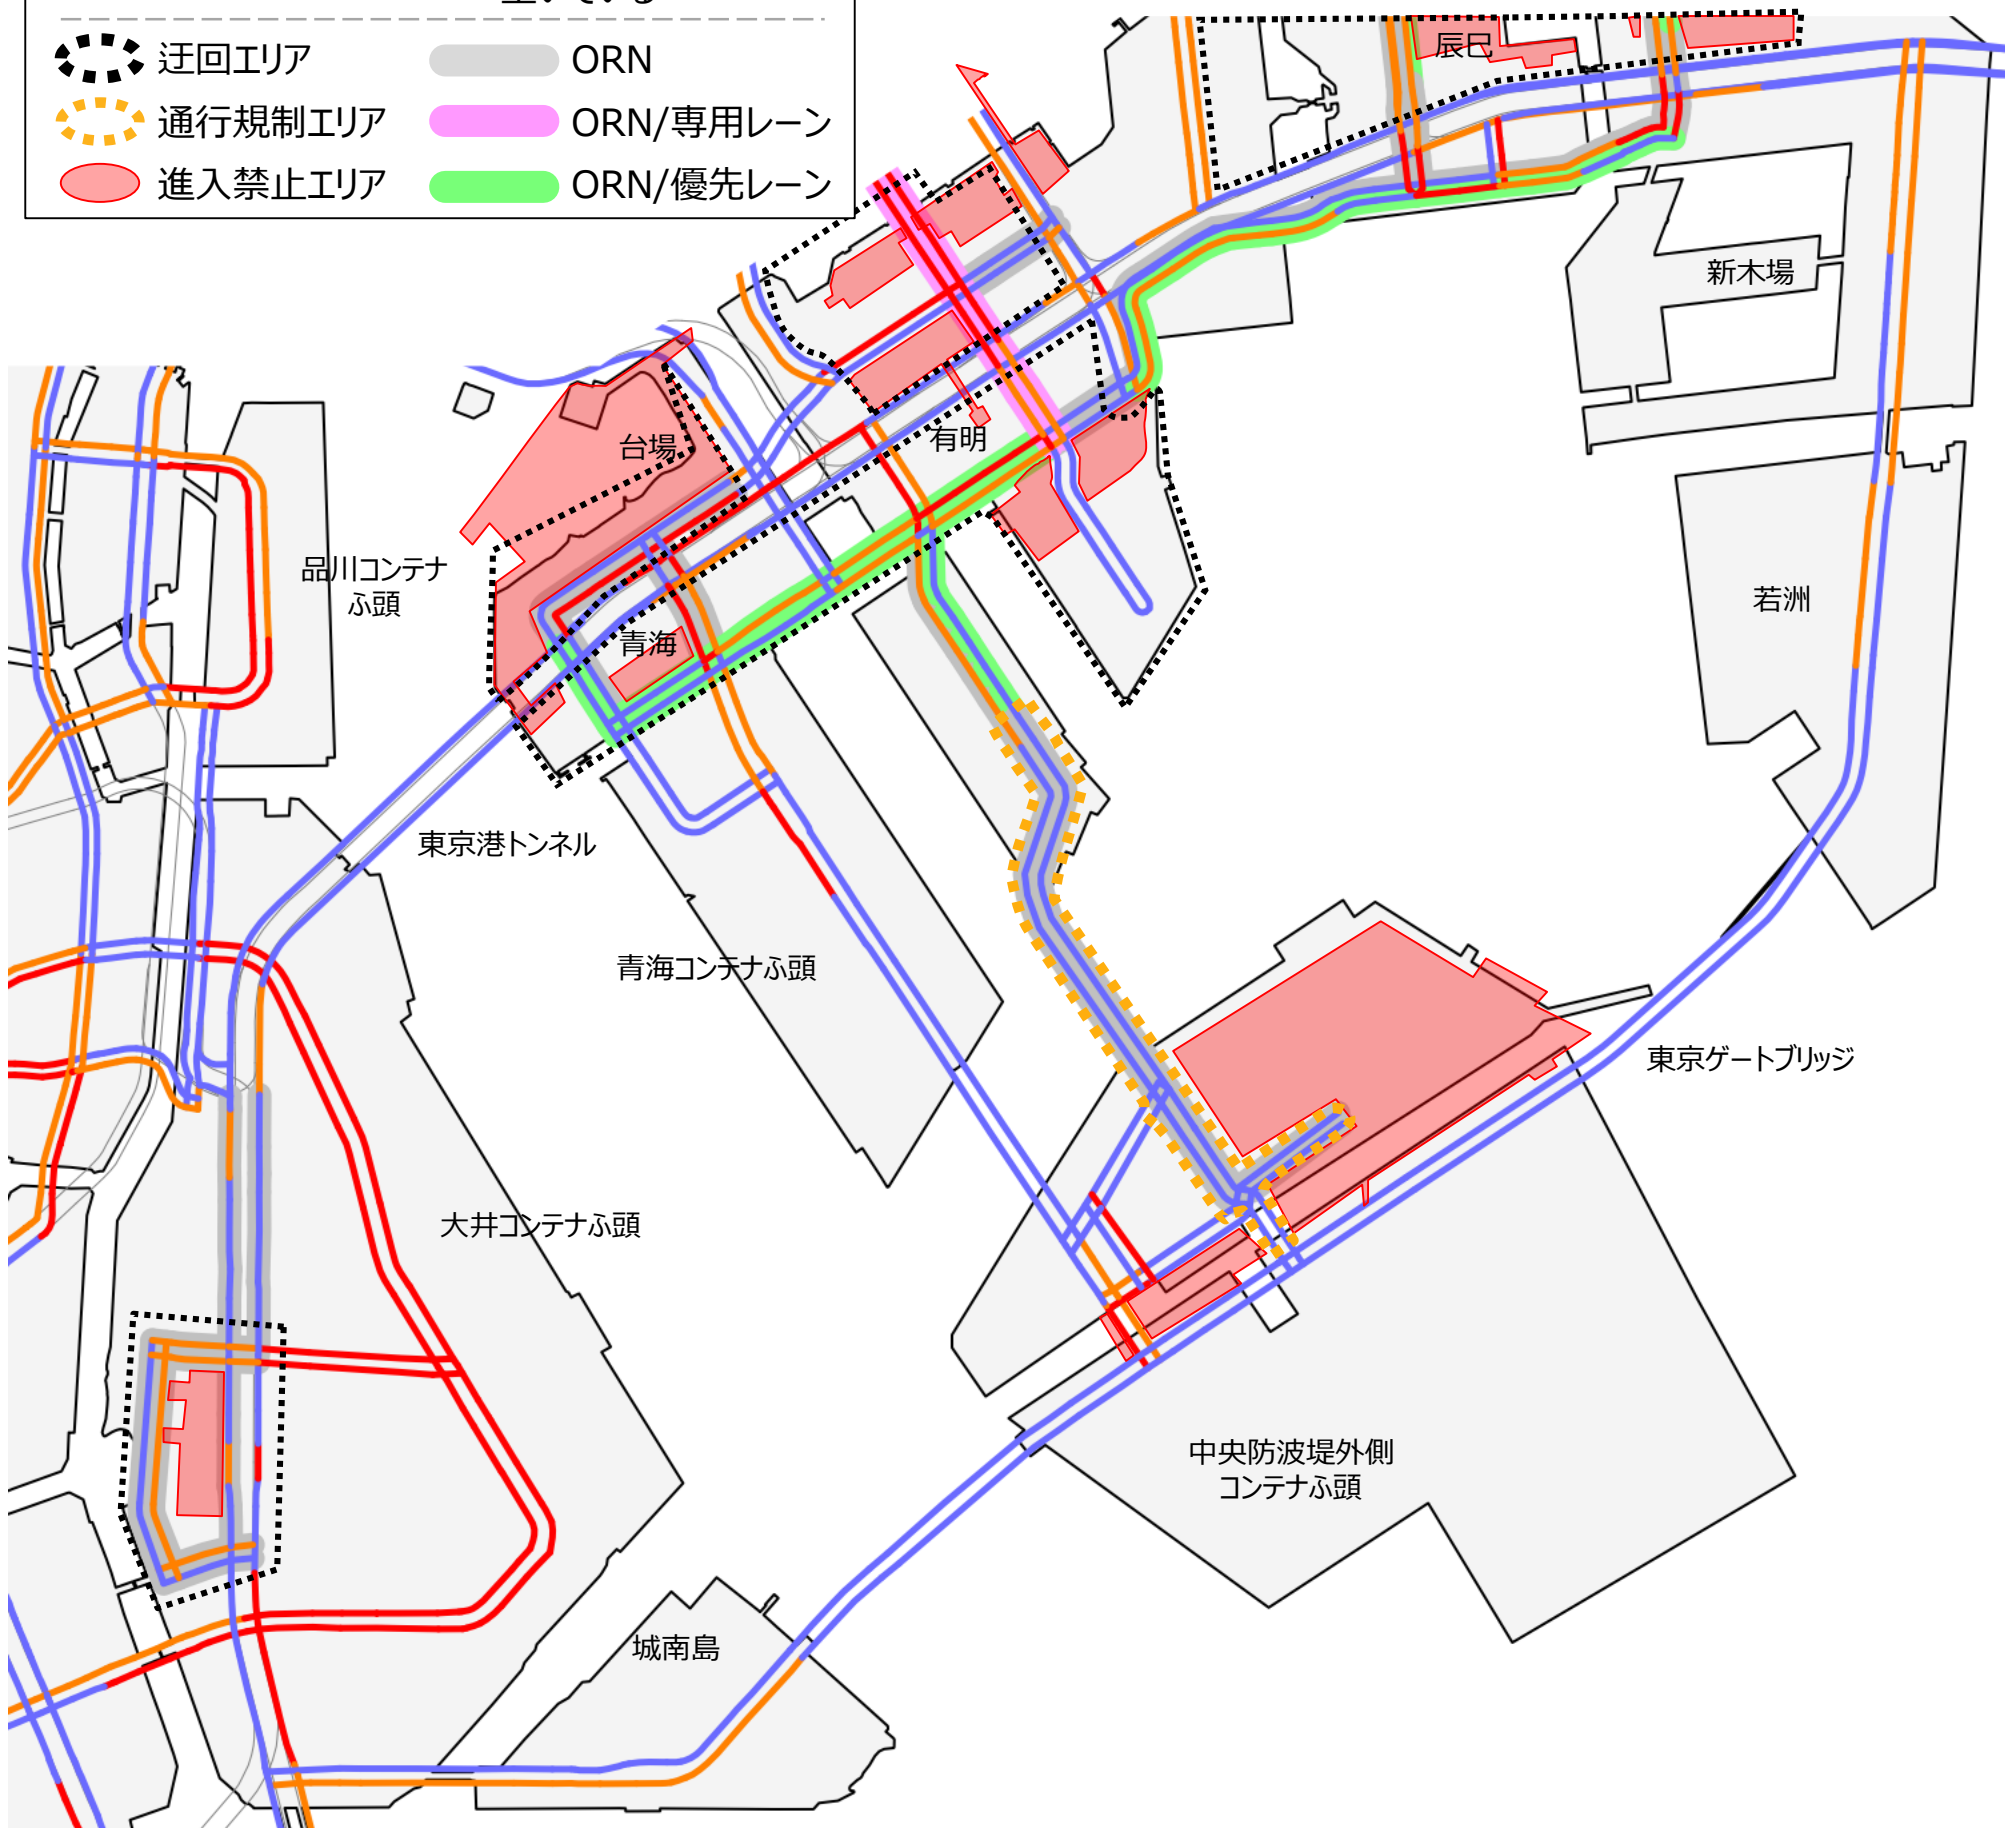 空いている
迂回エリア
ORN
通行規制エリア
ORN/専用レーン
進入禁止エリア
ORN/優先レーン
辰巳
新木場
有明
台場
品川コンテナ
ふ頭
若洲
青海
東京港トンネル
青海コンテナふ頭
東京ゲートブリッジ
大井コンテナふ頭
中央防波堤外側
コンテナふ頭
城南島